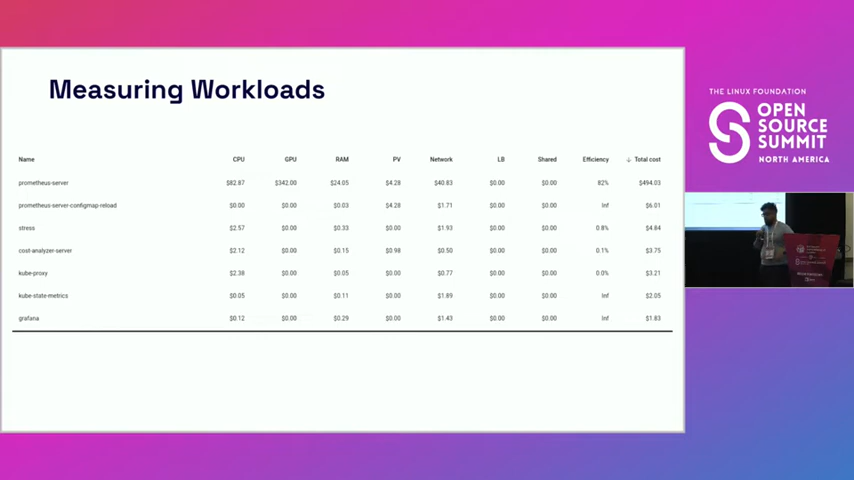 Measuring Workloads
Name CPU GPU RAM PV Network LB Shared Efficiency ↓ Total cost
prometheus-server $82.87 $342.00 $24.05 $4.28 $40.83 $0.00 $0.00 82% $494.03
prometheus-server-configmap-reload $0.00 $0.00 $0.03 $4.28 $1.71 $0.00 $0.00 Inf $6.01
stress $2.57 $0.00 $0.33 $0.00 $1.93 $0.00 $0.00 0.8% $4.84
cost-analyzer-server $2.12 $0.00 $0.15 $0.98 $0.50 $0.00 $0.00 0.1% $3.75
kube-proxy $2.38 $0.00 $0.05 $0.00 $0.77 $0.00 $0.00 0.0% $3.21
kube-state-metrics $0.05 $0.00 $0.11 $0.00 $1.89 $0.00 $0.00 Inf $2.05
grafana $0.12 $0.00 $0.29 $0.00 $1.43 $0.00 $0.00 Inf $1.83
THE LINUX FOUNDATION
OPEN
SOURCE
SUMMIT
NORTH AMERICA